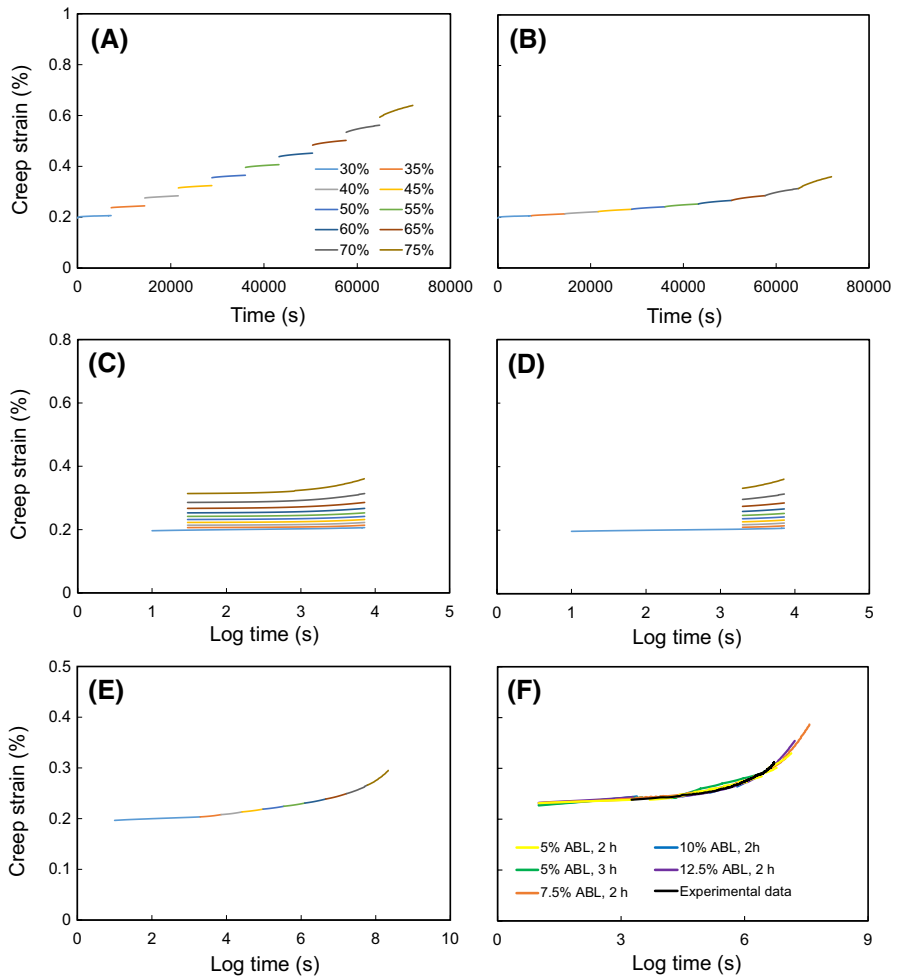 (A)
Creep strain (%)
1
0.8
0.6
0.4
0.2
0
30% 35%
40% 45%
50% 55%
60% 65%
70% 75%
0 20000 40000 60000 80000
Time (s)
(B)
0 20000 40000 60000 80000
Time (s)
(C)
Creep strain (%)
0.8
0.6
0.4
0.2
0
0 1 2 3 4 5
Log time (s)
(D)
0 1 2 3 4 5
Log time (s)
(E)
Creep strain (%)
0.5
0.4
0.3
0.2
0.1
0
0 2 4 6 8 10
Log time (s)
(F)
5% ABL, 2 h 10% ABL, 2h
5% ABL, 3 h 12.5% ABL, 2 h
7.5% ABL, 2 h Experimental data
0 3 6 9
Log time (s)